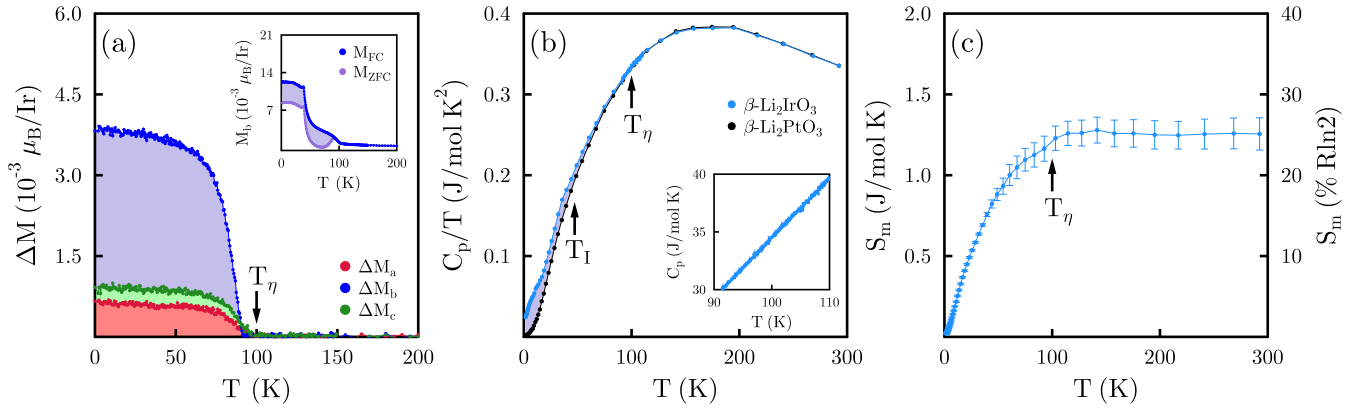 (a)
ΔM (10⁻³ μ_B/Ir)
6.0
4.5
3.0
1.5
0
50
100
150
200
T (K)
T_η
ΔM_a
ΔM_b
ΔM_c
M_b (10⁻³ μ_B/Ir)
21
14
7
0
100
200
T (K)
M_FC
M_ZFC
(b)
C_p/T (J/mol K²)
0.4
0.3
0.2
0.1
0
100
200
300
T (K)
T_η
T_I
β-Li₂IrO₃
β-Li₂PtO₃
C_p (J/mol K)
40
35
30
90
100
110
T (K)
(c)
S_m (J/mol K)
2.0
1.5
1.0
0.5
0
100
200
300
T (K)
T_η
40
30
20
10
S_m (% Rln2)